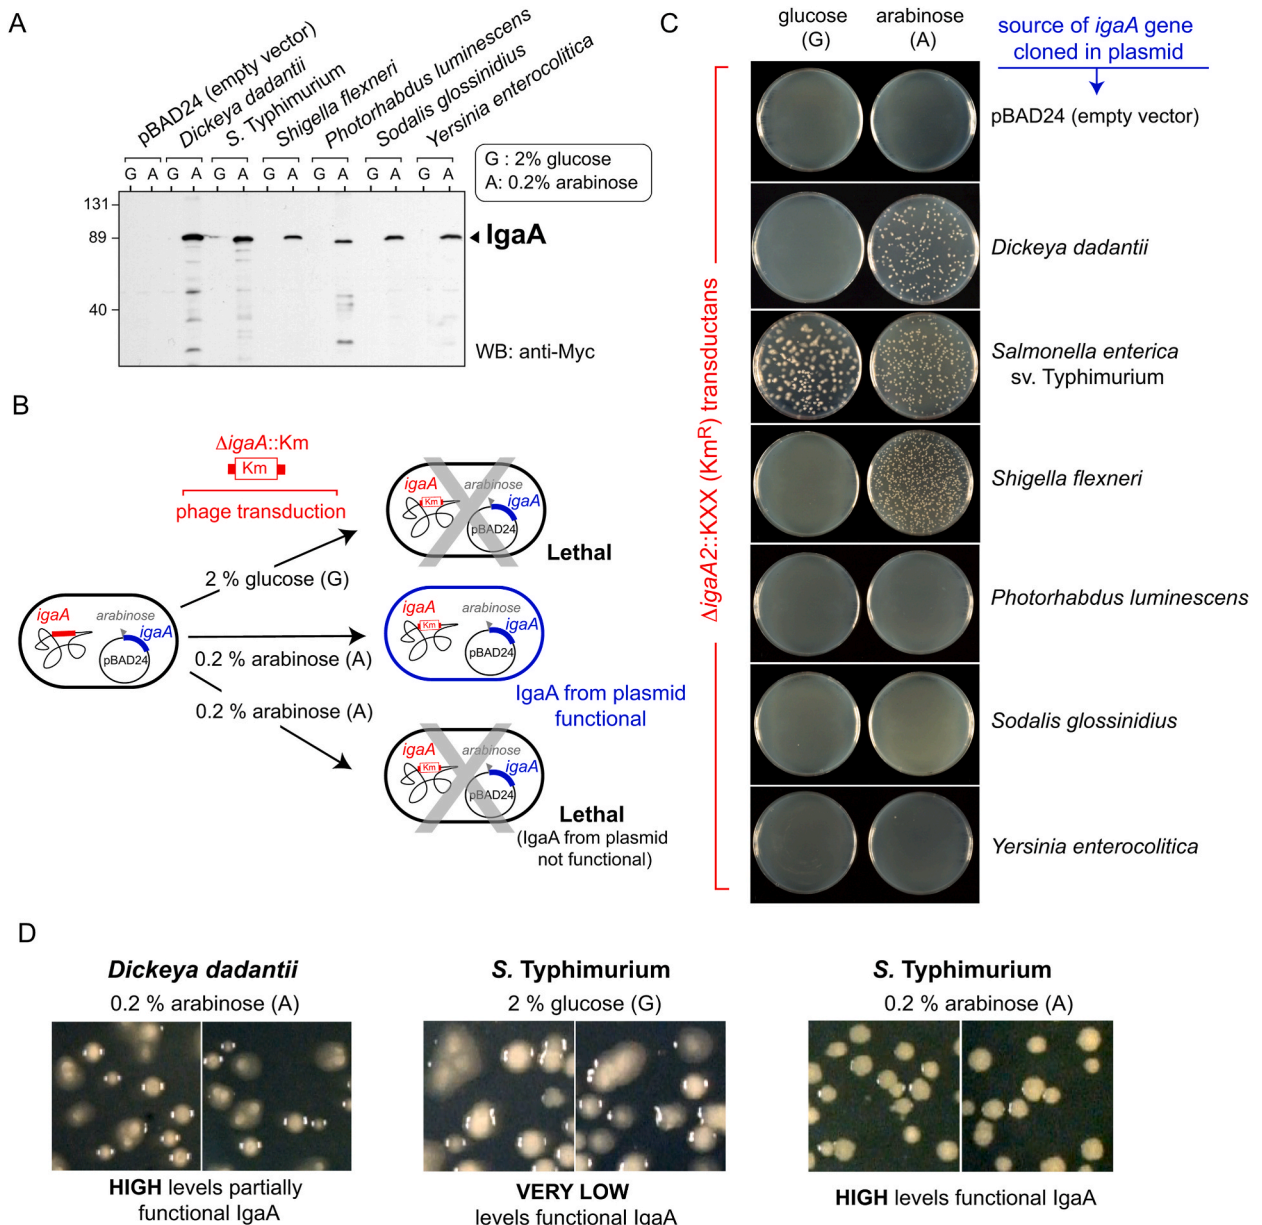 A
pBAD24 (empty vector)
Dickeya dadantii
S. Typhimurium
Shigella flexneri
Photorhabdus luminescens
Sodalis glossinidius
Yersinia enterocolitica
G A G A G A G A G A G A G A
G : 2% glucose
A: 0.2% arabinose
131
89
40
IgaA
WB: anti-Myc
B
ΔigaA::Km
Km
phage transduction
2 % glucose (G)
0.2 % arabinose (A)
0.2 % arabinose (A)
igaA
arabinose
igaA
pBAD24
igaA
Km
arabinose
igaA
pBAD24
Lethal
igaA
Km
arabinose
igaA
pBAD24
IgaA from plasmid
functional
igaA
Km
arabinose
igaA
pBAD24
Lethal
(IgaA from plasmid
not functional)
C
glucose
(G)
arabinose
(A)
source of igaA gene
cloned in plasmid
ΔigaA2::KXX (KmR) transductans
pBAD24 (empty vector)
Dickeya dadantii
Salmonella enterica
sv. Typhimurium
Shigella flexneri
Photorhabdus luminescens
Sodalis glossinidius
Yersinia enterocolitica
D
Dickeya dadantii
0.2 % arabinose (A)
HIGH levels partially
functional IgaA
S. Typhimurium
2 % glucose (G)
VERY LOW
levels functional IgaA
S. Typhimurium
0.2 % arabinose (A)
HIGH levels functional IgaA